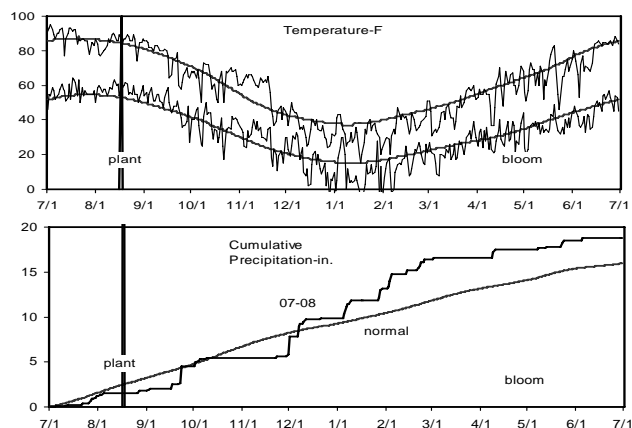 Temperature-F
100
80
60
40
20
0
plant
bloom
7/1 8/1 9/1 10/1 11/1 12/1 1/1 2/1 3/1 4/1 5/1 6/1 7/1
Cumulative
Precipitation-in.
20
15
10
5
0
07-08
normal
plant
bloom
7/1 8/1 9/1 10/1 11/1 12/1 1/1 2/1 3/1 4/1 5/1 6/1 7/1